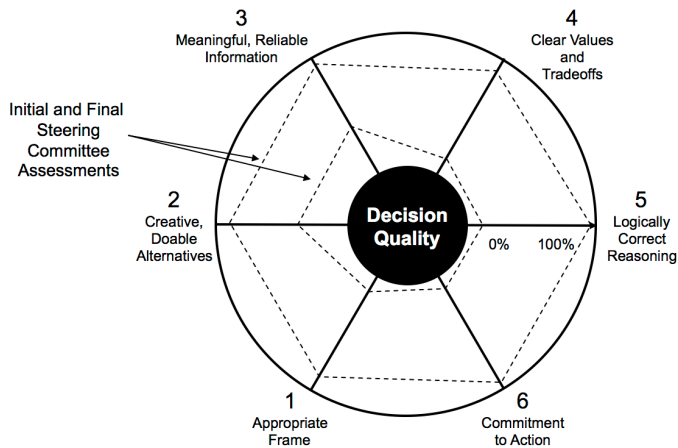 3
Meaningful, Reliable
Information
4
Clear Values
and
Tradeoffs
Initial and Final
Steering
Committee
Assessments
2
Creative,
Doable
Alternatives
Decision
Quality
0% 100%
5
Logically
Correct
Reasoning
1
Appropriate
Frame
6
Commitment
to Action